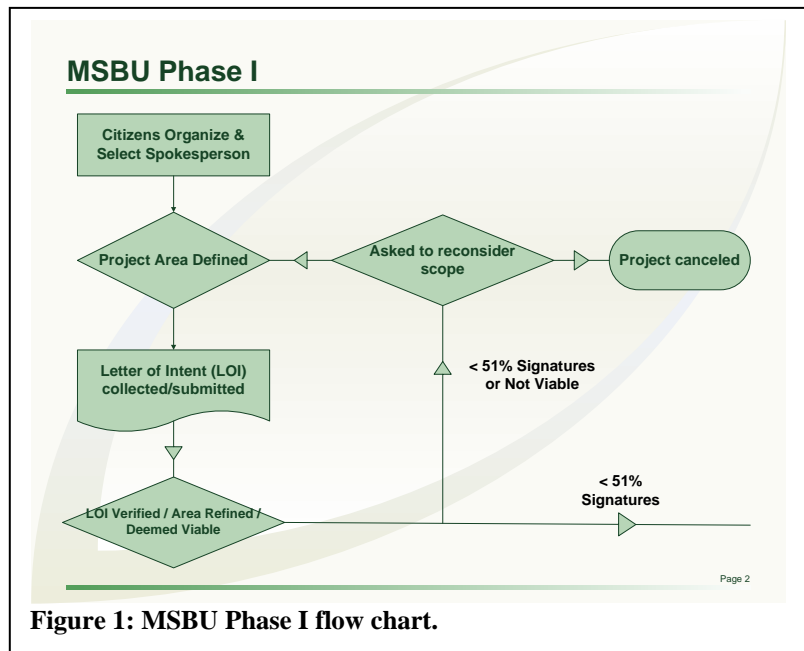 MSBU Phase I
Citizens Organize &
Select Spokesperson
Project Area Defined
Asked to reconsider
scope
Project canceled
Letter of Intent (LOI)
collected/submitted
< 51% Signatures
or Not Viable
LOI Verified / Area Refined /
Deemed Viable
< 51%
Signatures
Page 2
Figure 1: MSBU Phase I flow chart.